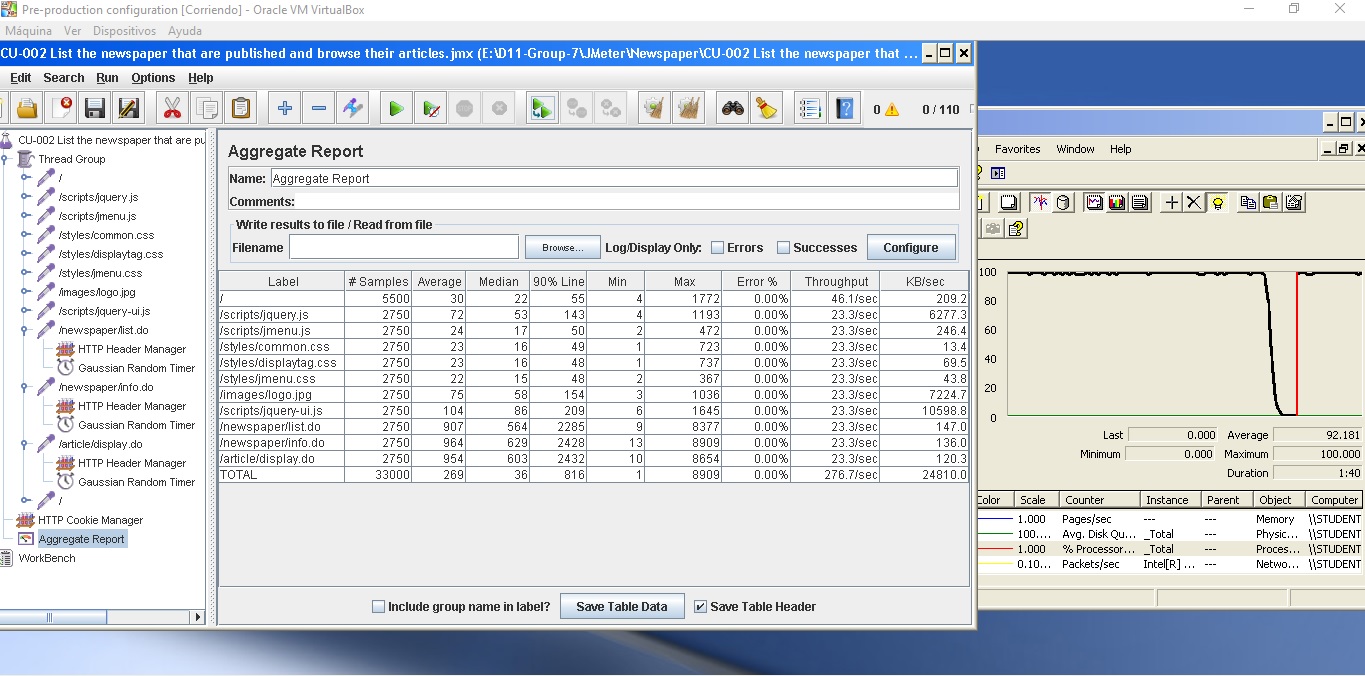 Pre-production configuration [Corriendo] - Oracle VM VirtualBox
Máquina Ver Dispositivos Ayuda
CU-002 List the newspaper that are published and browse their articles.jmx (E:\D11-Group-7\JMeter\Newspaper\CU-002 List the newspaper that ...
Edit Search Run Options Help
0 0 / 110
CU-002 List the newspaper that are pu
Thread Group
/
/scripts/jquery.js
/scripts/jmenu.js
/styles/common.css
/styles/displaytag.css
/styles/jmenu.css
/images/logo.jpg
/scripts/jquery-ui.js
/newspaper/list.do
HTTP Header Manager
Gaussian Random Timer
/newspaper/info.do
HTTP Header Manager
Gaussian Random Timer
/article/display.do
HTTP Header Manager
Gaussian Random Timer
/
HTTP Cookie Manager
Aggregate Report
WorkBench
Aggregate Report
Name: Aggregate Report
Comments:
Write results to file / Read from file
Filename Browse... Log/Display Only: Errors Successes Configure
Label # Samples Average Median 90% Line Min Max Error % Throughput KB/sec
/ 5500 30 22 55 4 1772 0.00% 46.1/sec 209.2
/scripts/jquery.js 2750 72 53 143 4 1193 0.00% 23.3/sec 6277.3
/scripts/jmenu.js 2750 24 17 50 2 472 0.00% 23.3/sec 246.4
/styles/common.css 2750 23 16 49 1 723 0.00% 23.3/sec 13.4
/styles/displaytag.css 2750 23 16 48 1 737 0.00% 23.3/sec 69.5
/styles/jmenu.css 2750 22 15 48 2 367 0.00% 23.3/sec 43.8
/images/logo.jpg 2750 75 58 154 3 1036 0.00% 23.3/sec 7224.7
/scripts/jquery-ui.js 2750 104 86 209 6 1645 0.00% 23.3/sec 10598.8
/newspaper/list.do 2750 907 564 2285 9 8377 0.00% 23.3/sec 147.0
/newspaper/info.do 2750 964 629 2428 13 8909 0.00% 23.3/sec 136.0
/article/display.do 2750 954 603 2432 10 8654 0.00% 23.3/sec 120.3
TOTAL 33000 269 36 816 1 8909 0.00% 276.7/sec 24810.0
Include group name in label? Save Table Data Save Table Header
Favorites Window Help
100
80
60
40
20
0
Last 0.000 Average 92.181
Minimum 0.000 Maximum 100.000
Duration 1:40
Color Scale Counter Instance Parent Object Computer
1.000 Pages/sec --- --- Memory \\STUDENT
100.... Avg. Disk Qu... _Total --- Physic... \\STUDENT
1.000 % Processor... _Total --- Proces... \\STUDENT
0.10... Packets/sec Intel[R] ... --- Netwo... \\STUDENT